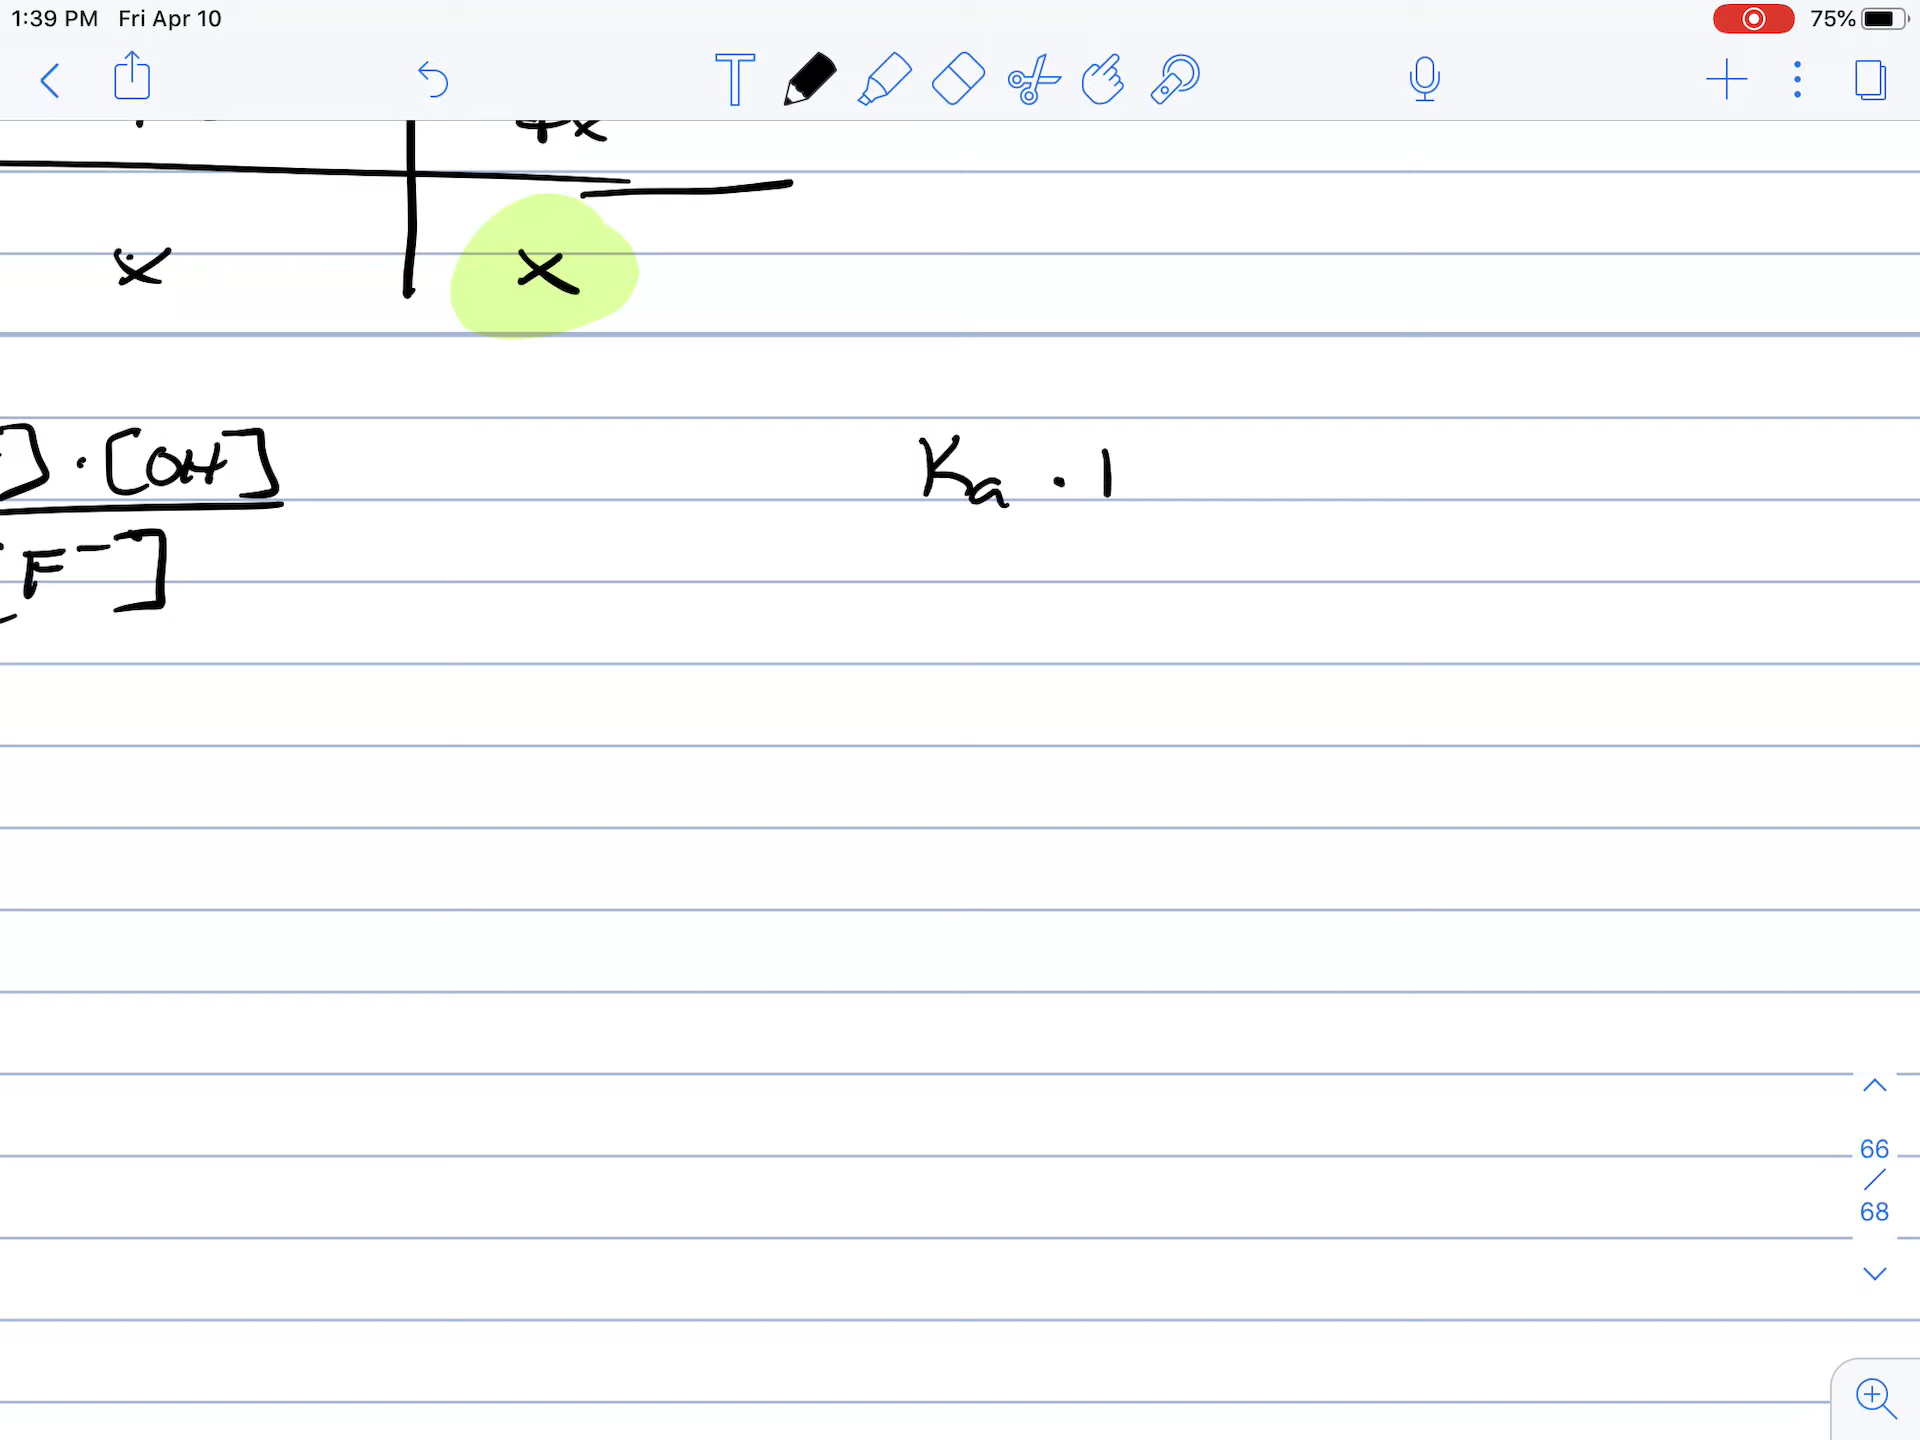 1:39 PM Fri Apr 10 75%
+x
x x
] · [OH]
[F⁻]
Ka · 1
66
/
68